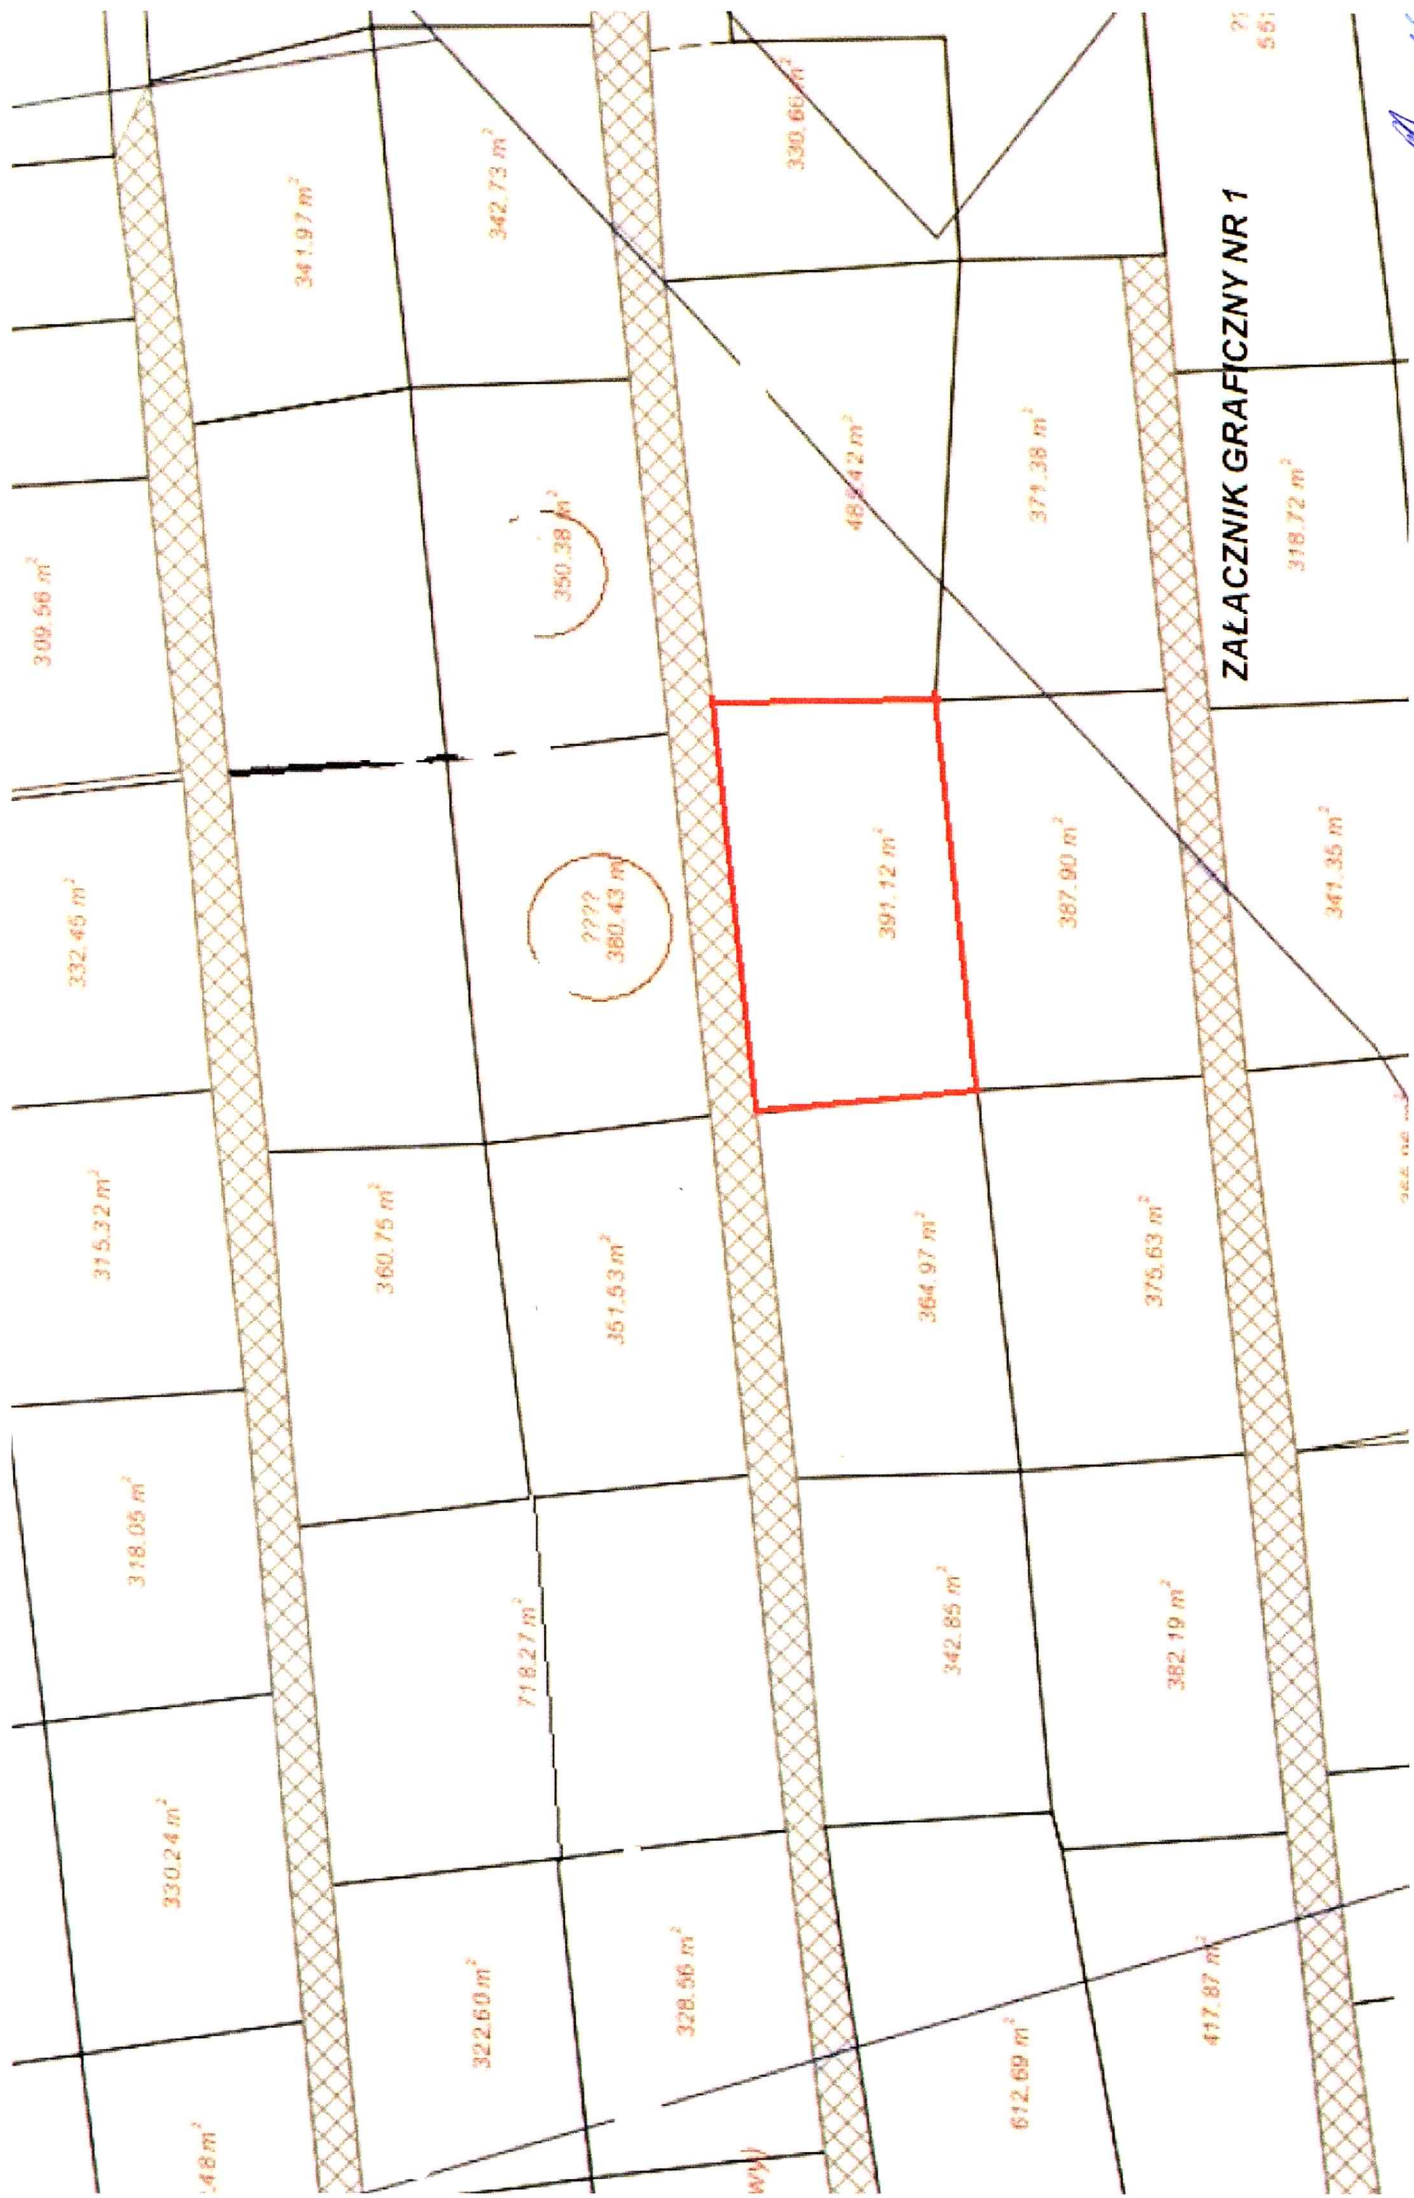 341.97 m²
342.73 m²
330.66 m²
309.56 m²
350.38 m²
371.38 m²
ZAŁĄCZNIK GRAFICZNY NR 1
318.72 m²
332.45 m²
????
380.43 m
391.12 m²
387.90 m²
341.35 m²
315.32 m²
360.75 m²
351.53 m²
364.97 m²
375.63 m²
318.05 m²
718.27 m²
342.85 m²
382.19 m²
330.24 m²
322.60 m²
328.56 m²
612.69 m²
417.87 m²
.48 m²
wy)